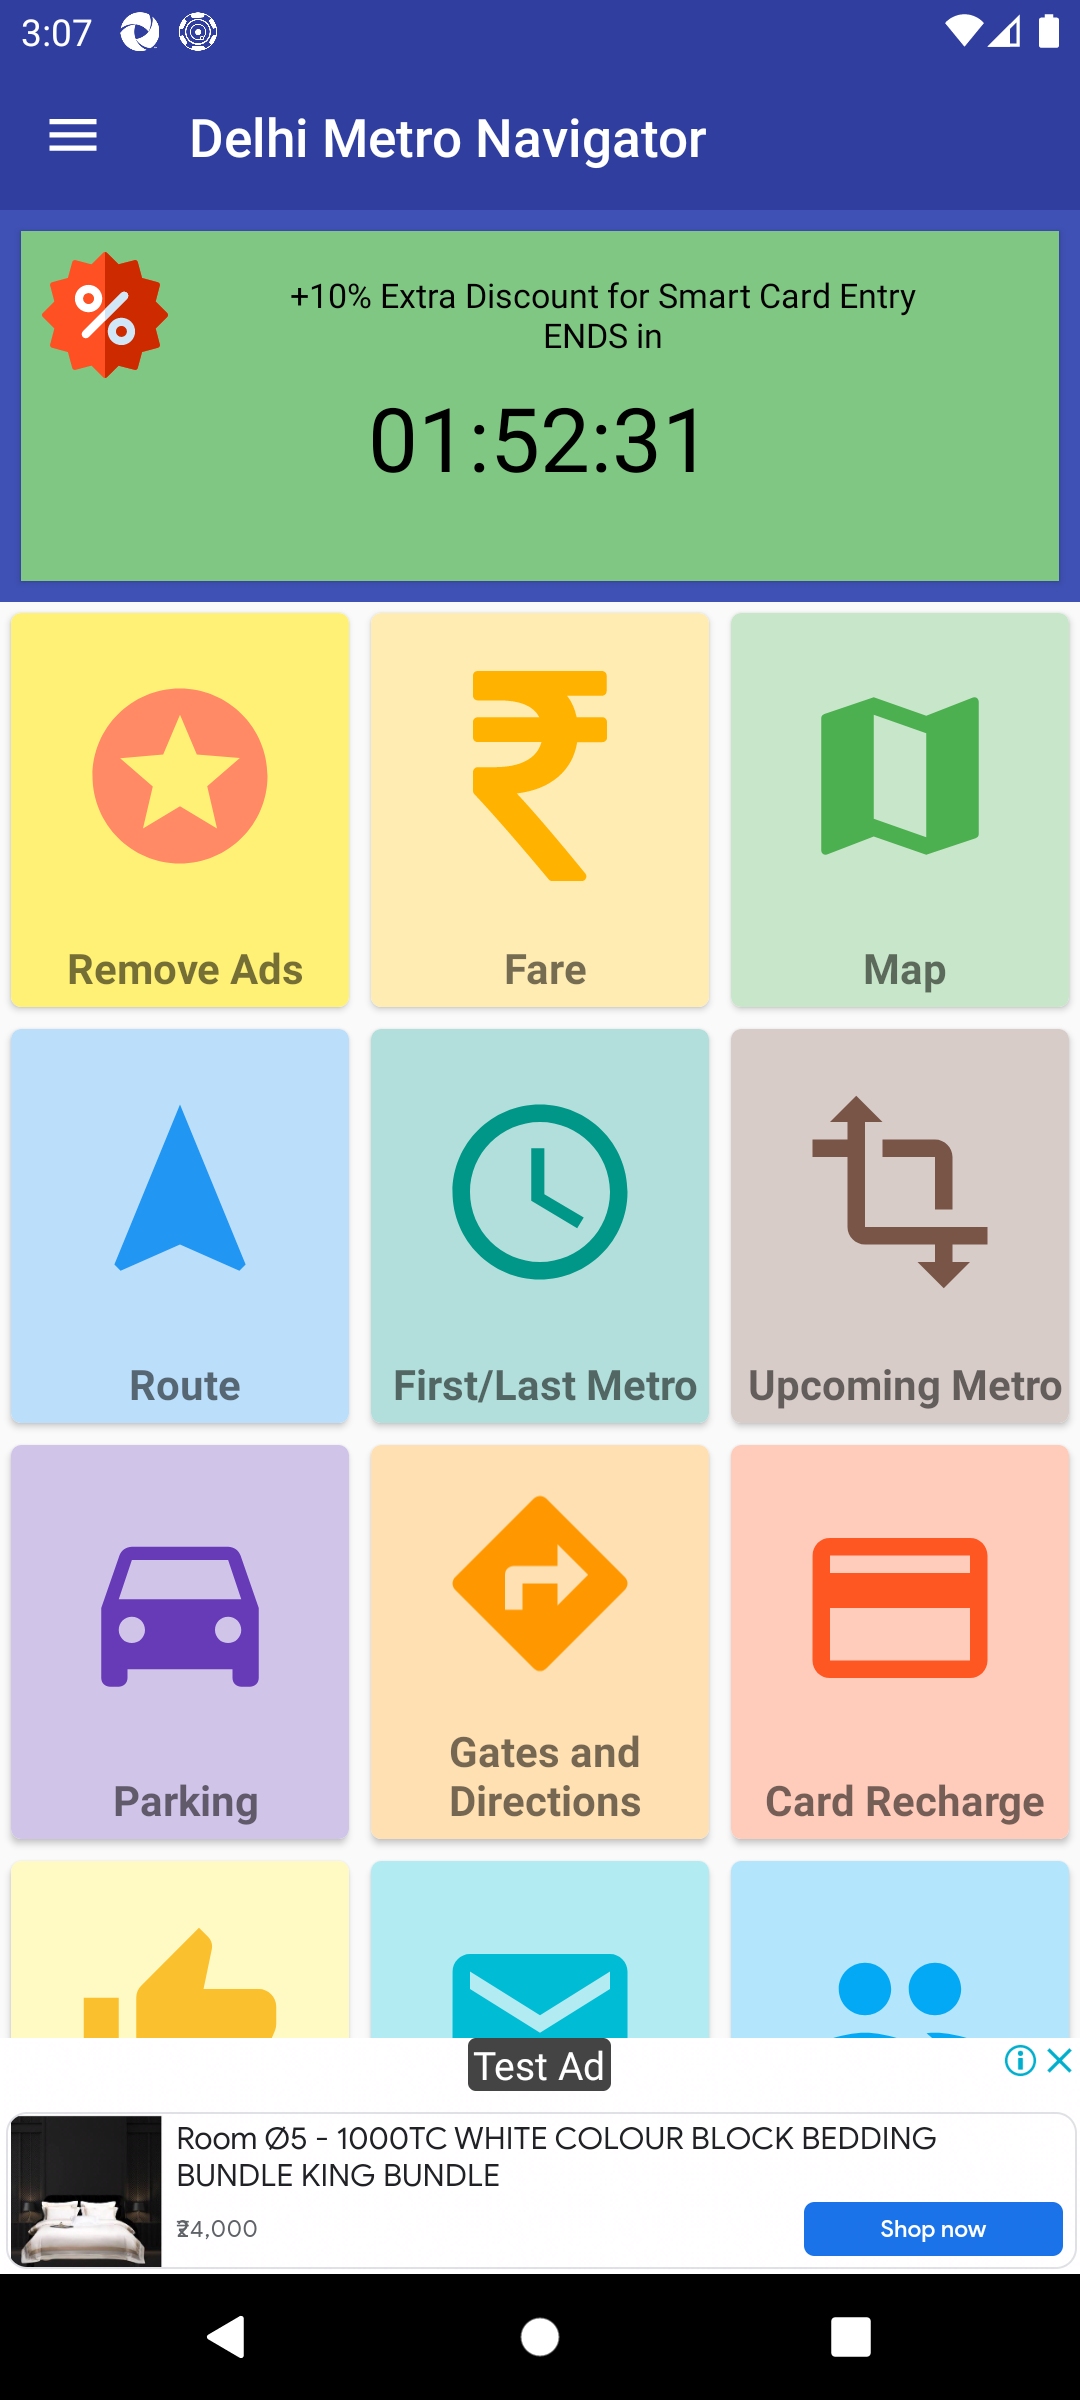 3:07
Delhi Metro Navigator
+10% Extra Discount for Smart Card Entry
ENDS in
01:52:31
Remove Ads
Fare
Map
Route
First/Last Metro
Upcoming Metro
Parking
Gates and
Directions
Card Recharge
Test Ad
Room Ø5 - 1000TC WHITE COLOUR BLOCK BEDDING
BUNDLE KING BUNDLE
₹24,000
Shop now